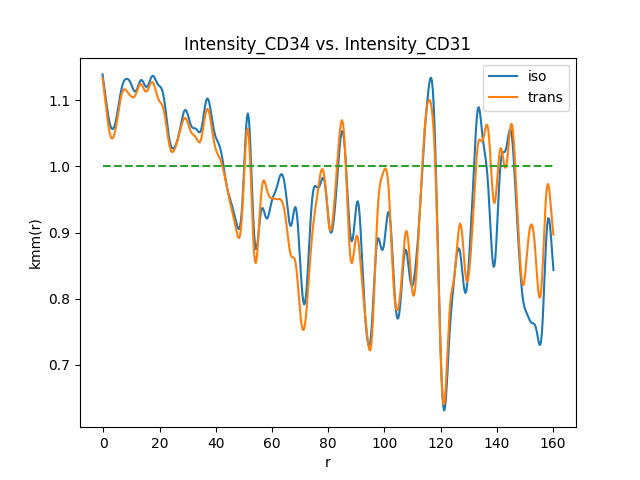 Intensity_CD34 vs. Intensity_CD31
iso
trans
1.1
1.0
0.9
0.8
0.7
kmm(r)
0 20 40 60 80 100 120 140 160
r